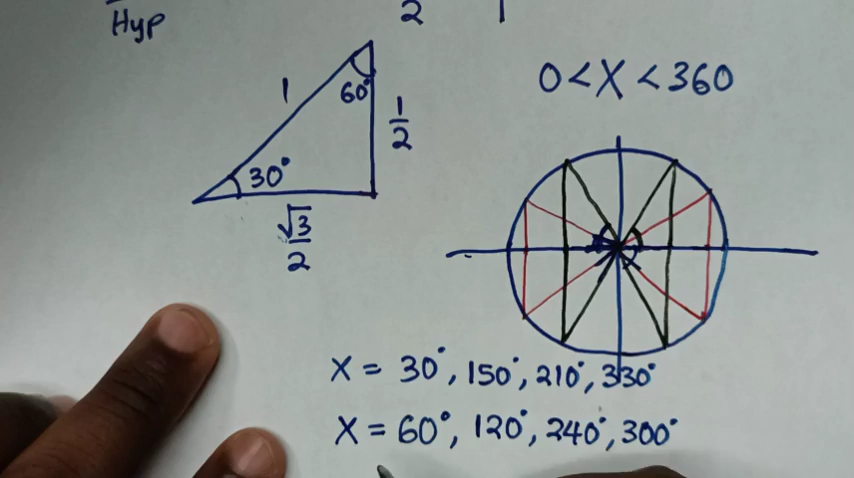 Hyp
2 1
1
60°
1/2
30°
√3/2
0 < X < 360
X = 30°, 150°, 210°, 330°
X = 60°, 120°, 240°, 300°